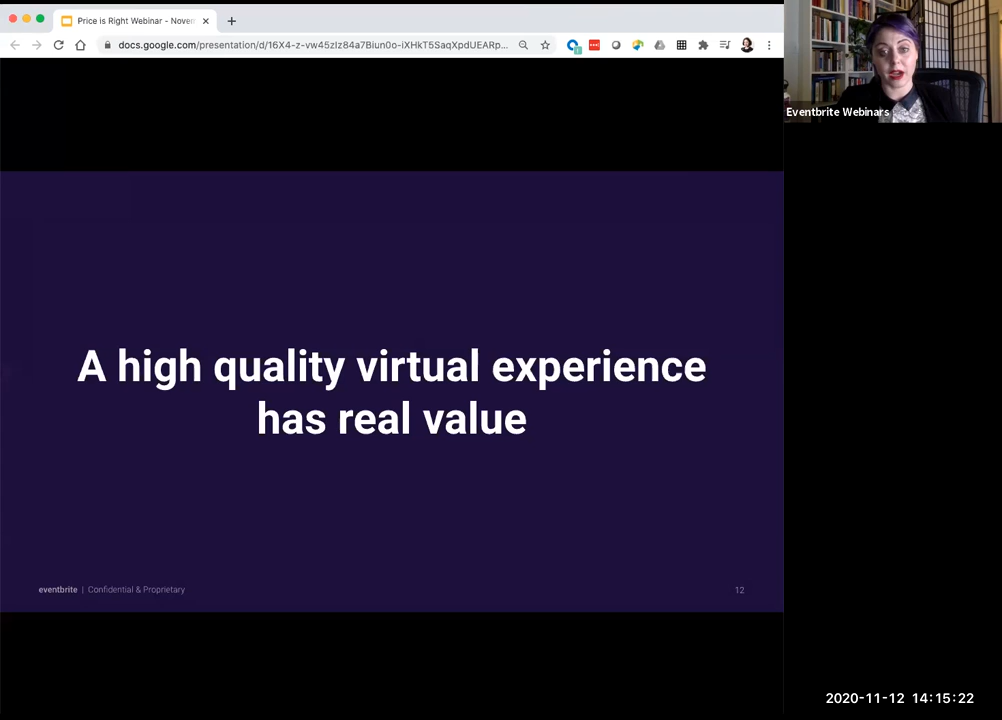 Price is Right Webinar - Novem
docs.google.com/presentation/d/16X4-z-vw45zIz84a7Biun0o-iXHkT5SaqXpdUEARp...
Eventbrite Webinars
A high quality virtual experience
has real value
eventbrite | Confidential & Proprietary
12
2020-11-12 14:15:22